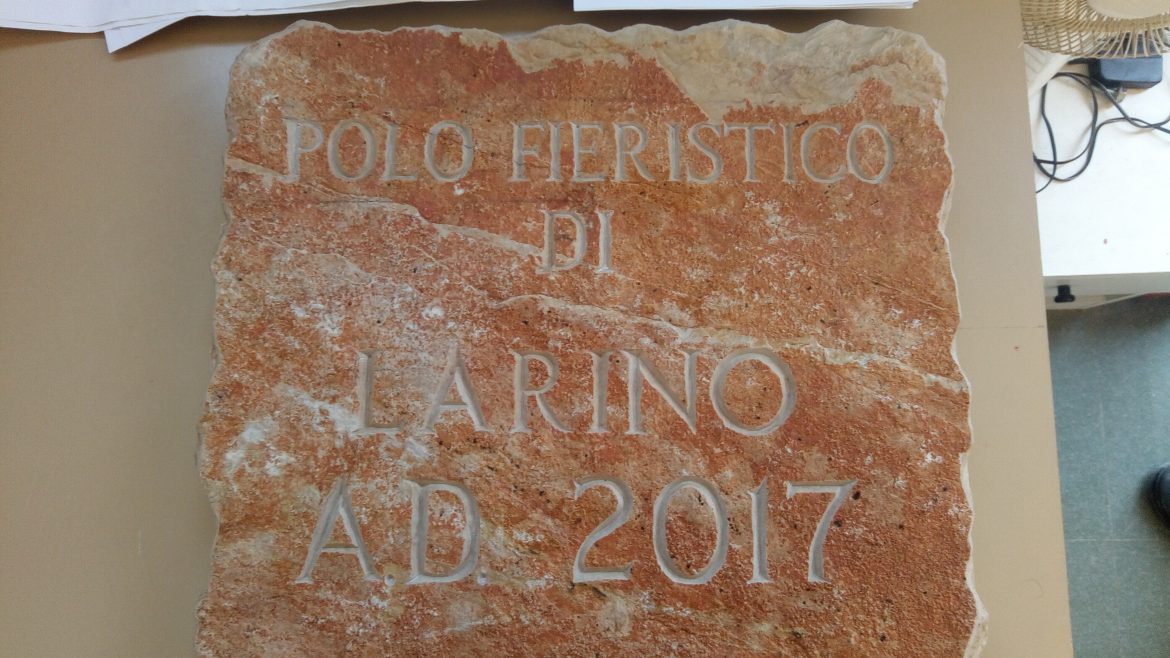 POLO FIERISTICO
DI
LARINO
A.D. 2017